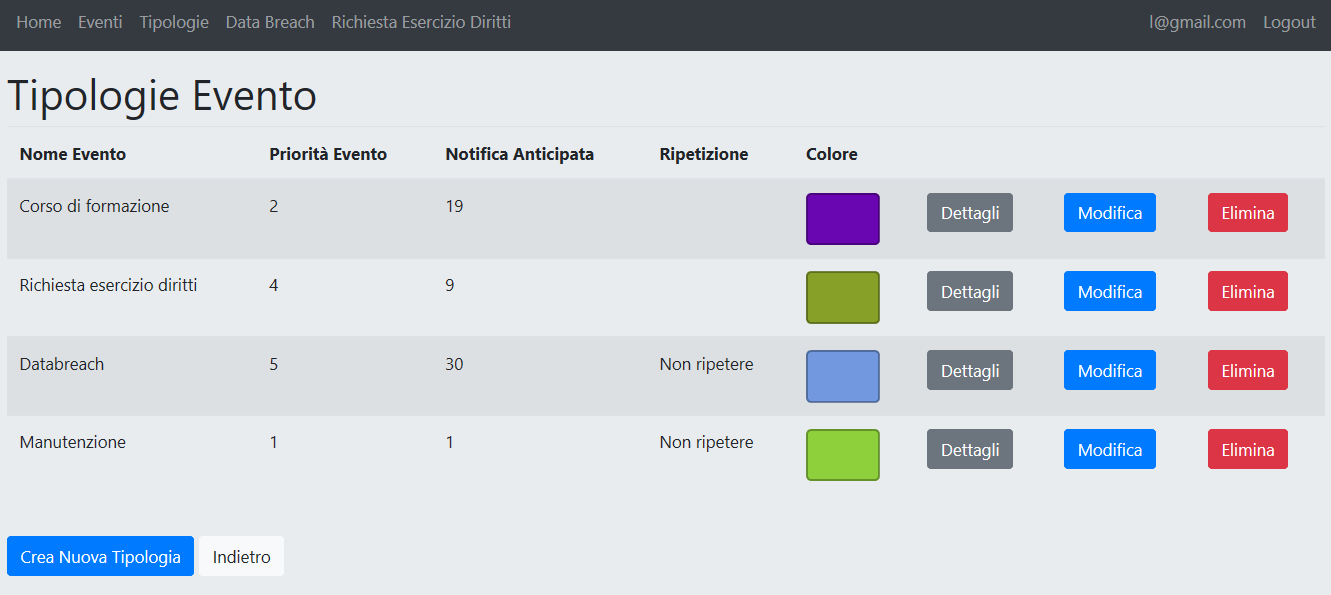 Home Eventi Tipologie Data Breach Richiesta Esercizio Diritti l@gmail.com Logout
Tipologie Evento
Nome Evento Priorità Evento Notifica Anticipata Ripetizione Colore
Corso di formazione 2 19 Dettagli Modifica Elimina
Richiesta esercizio diritti 4 9 Dettagli Modifica Elimina
Databreach 5 30 Non ripetere Dettagli Modifica Elimina
Manutenzione 1 1 Non ripetere Dettagli Modifica Elimina
Crea Nuova Tipologia Indietro